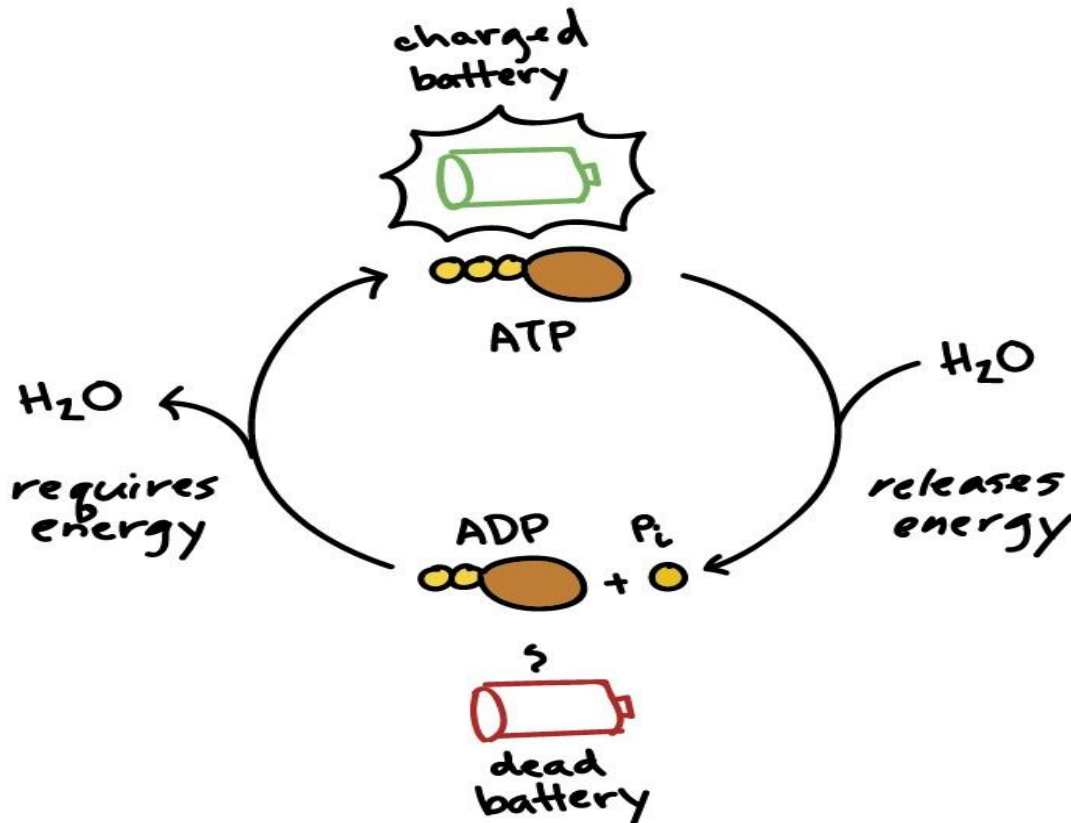 charged
battery
ATP
H₂O
H₂O
requires
energy
releases
energy
ADP
Pi
+
dead
battery